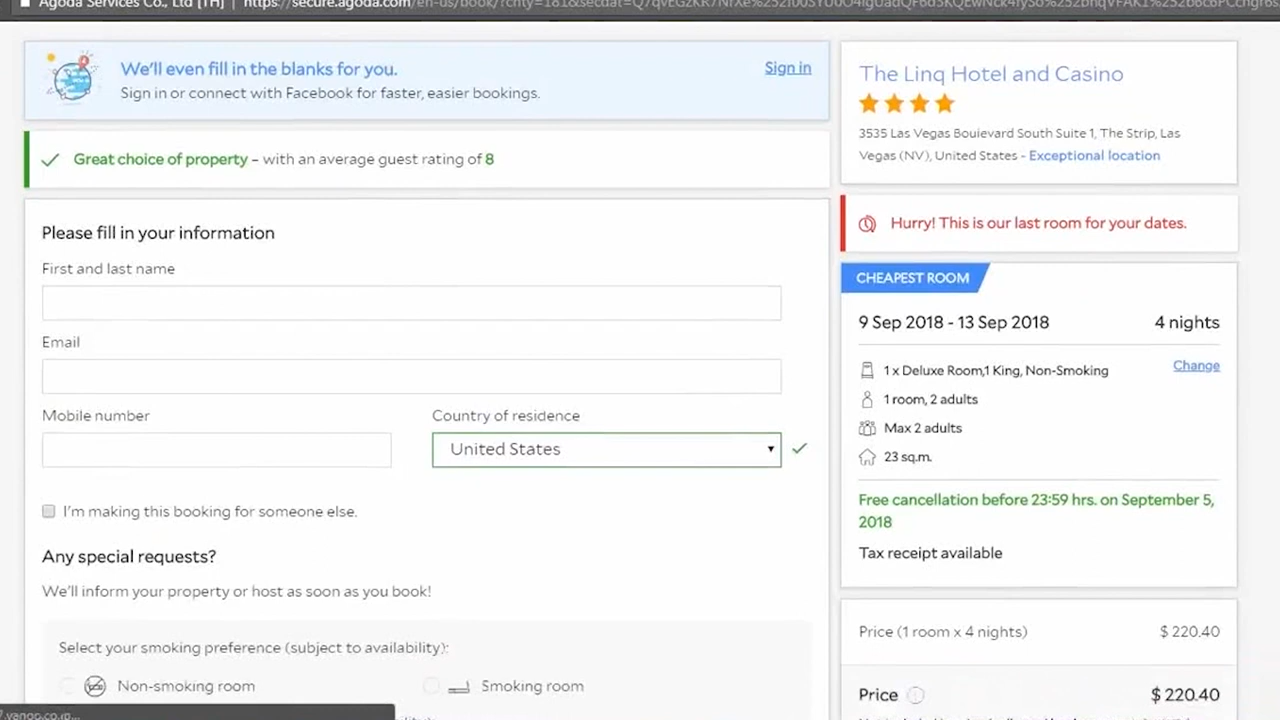 Agoda Services Co., Ltd [TH]
https://secure.agoda.com/en-us/book/?cnty=181&secdat=
We'll even fill in the blanks for you.
Sign in
Sign in or connect with Facebook for faster, easier bookings.
Great choice of property – with an average guest rating of 8
Please fill in your information
First and last name
Email
Mobile number
Country of residence
United States
I'm making this booking for someone else.
Any special requests?
We'll inform your property or host as soon as you book!
Select your smoking preference (subject to availability):
Non-smoking room
Smoking room
The Linq Hotel and Casino
3535 Las Vegas Boulevard South Suite 1, The Strip, Las
Vegas (NV), United States - Exceptional location
Hurry! This is our last room for your dates.
CHEAPEST ROOM
9 Sep 2018 - 13 Sep 2018
4 nights
1 x Deluxe Room,1 King, Non-Smoking
Change
1 room, 2 adults
Max 2 adults
23 sq.m.
Free cancellation before 23:59 hrs. on September 5,
2018
Tax receipt available
Price (1 room x 4 nights)
$ 220.40
Price
$ 220.40